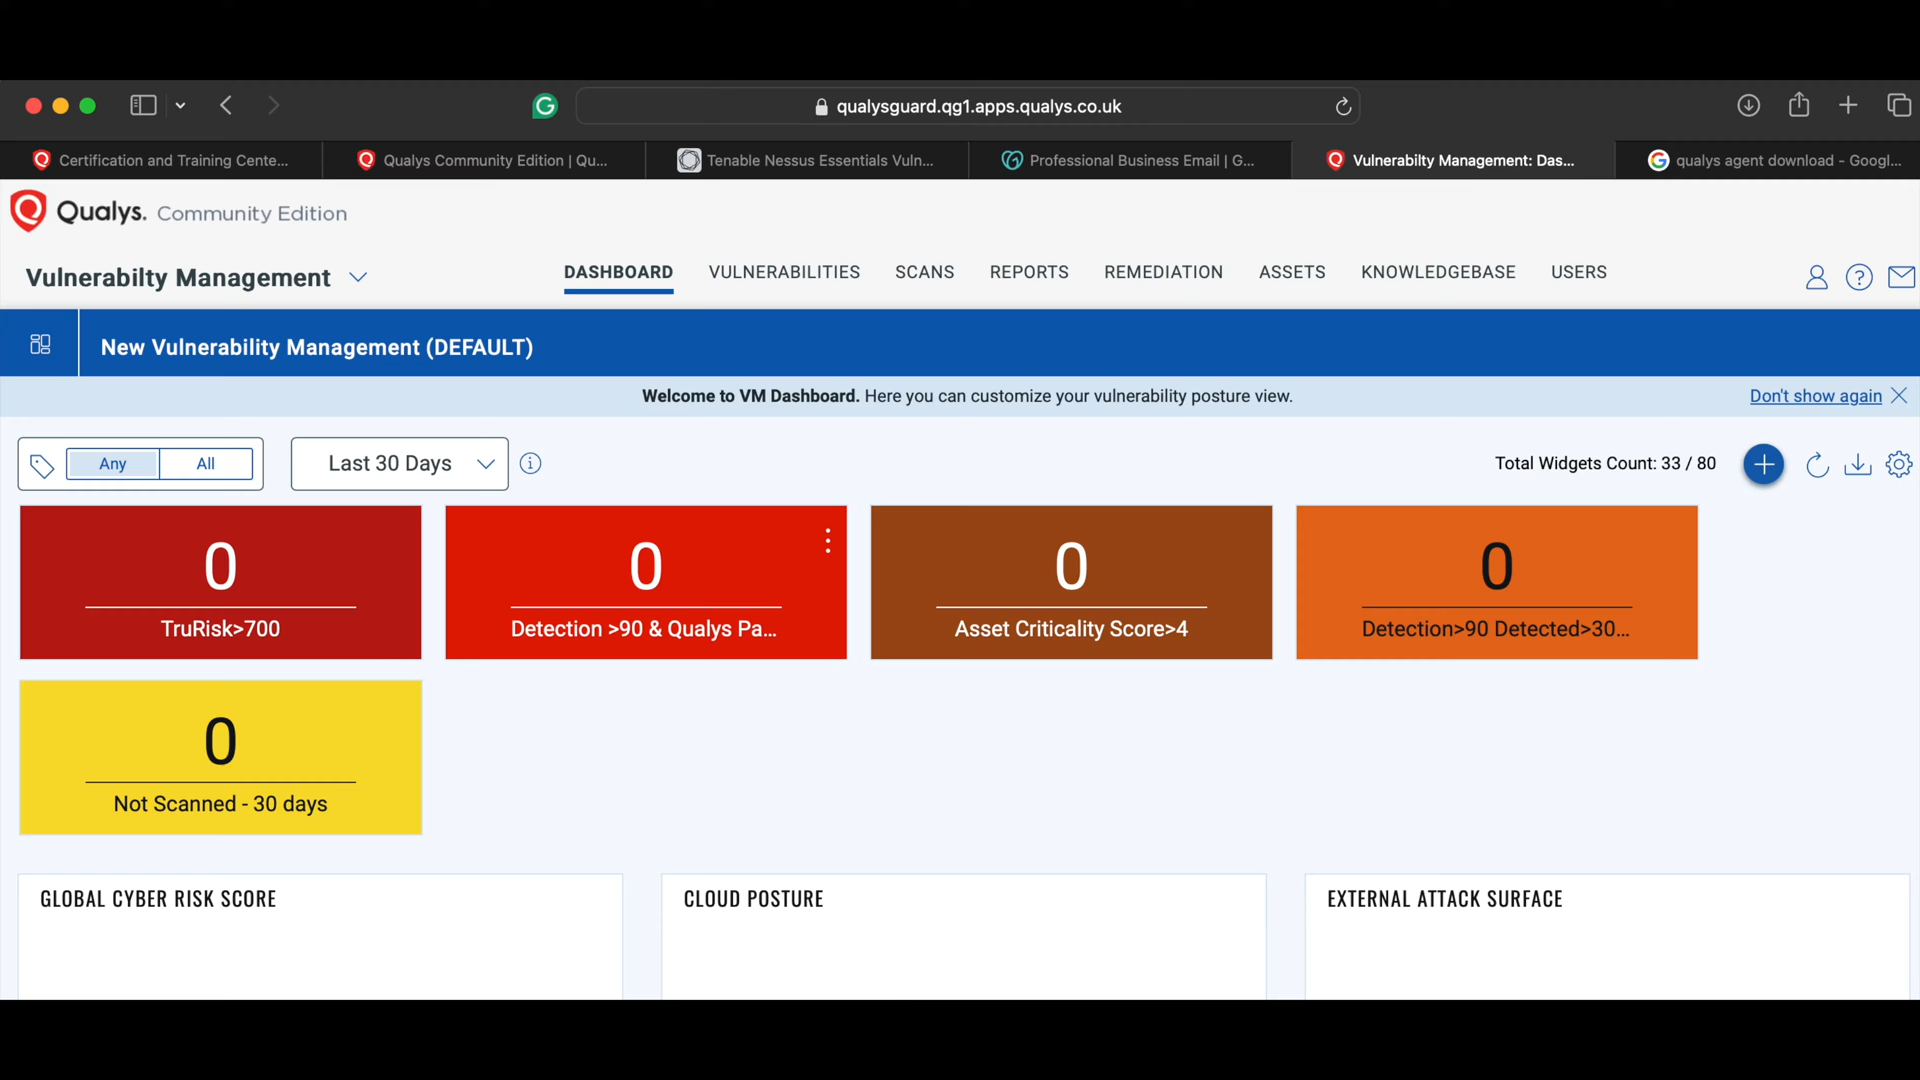 qualysguard.qg1.apps.qualys.co.uk
Certification and Training Cente...
Qualys Community Edition | Qu...
Tenable Nessus Essentials Vuln...
Professional Business Email | G...
Vulnerabilty Management: Das...
qualys agent download - Googl...
Qualys. Community Edition
Vulnerabilty Management
DASHBOARD
VULNERABILITIES
SCANS
REPORTS
REMEDIATION
ASSETS
KNOWLEDGEBASE
USERS
New Vulnerability Management (DEFAULT)
Welcome to VM Dashboard. Here you can customize your vulnerability posture view.
Don't show again
Any
All
Last 30 Days
Total Widgets Count: 33 / 80
0
TruRisk>700
0
Detection >90 & Qualys Pa...
0
Asset Criticality Score>4
0
Detection>90 Detected>30...
0
Not Scanned - 30 days
GLOBAL CYBER RISK SCORE
CLOUD POSTURE
EXTERNAL ATTACK SURFACE